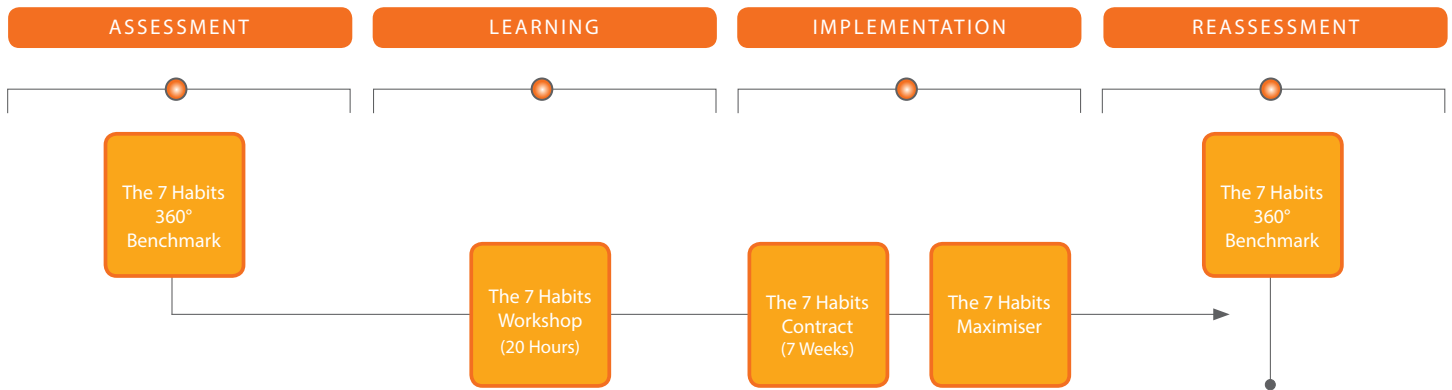 ASSESSMENT
LEARNING
IMPLEMENTATION
REASSESSMENT
The 7 Habits
360°
Benchmark
The 7 Habits
Workshop
(20 Hours)
The 7 Habits
Contract
(7 Weeks)
The 7 Habits
Maximiser
The 7 Habits
360°
Benchmark